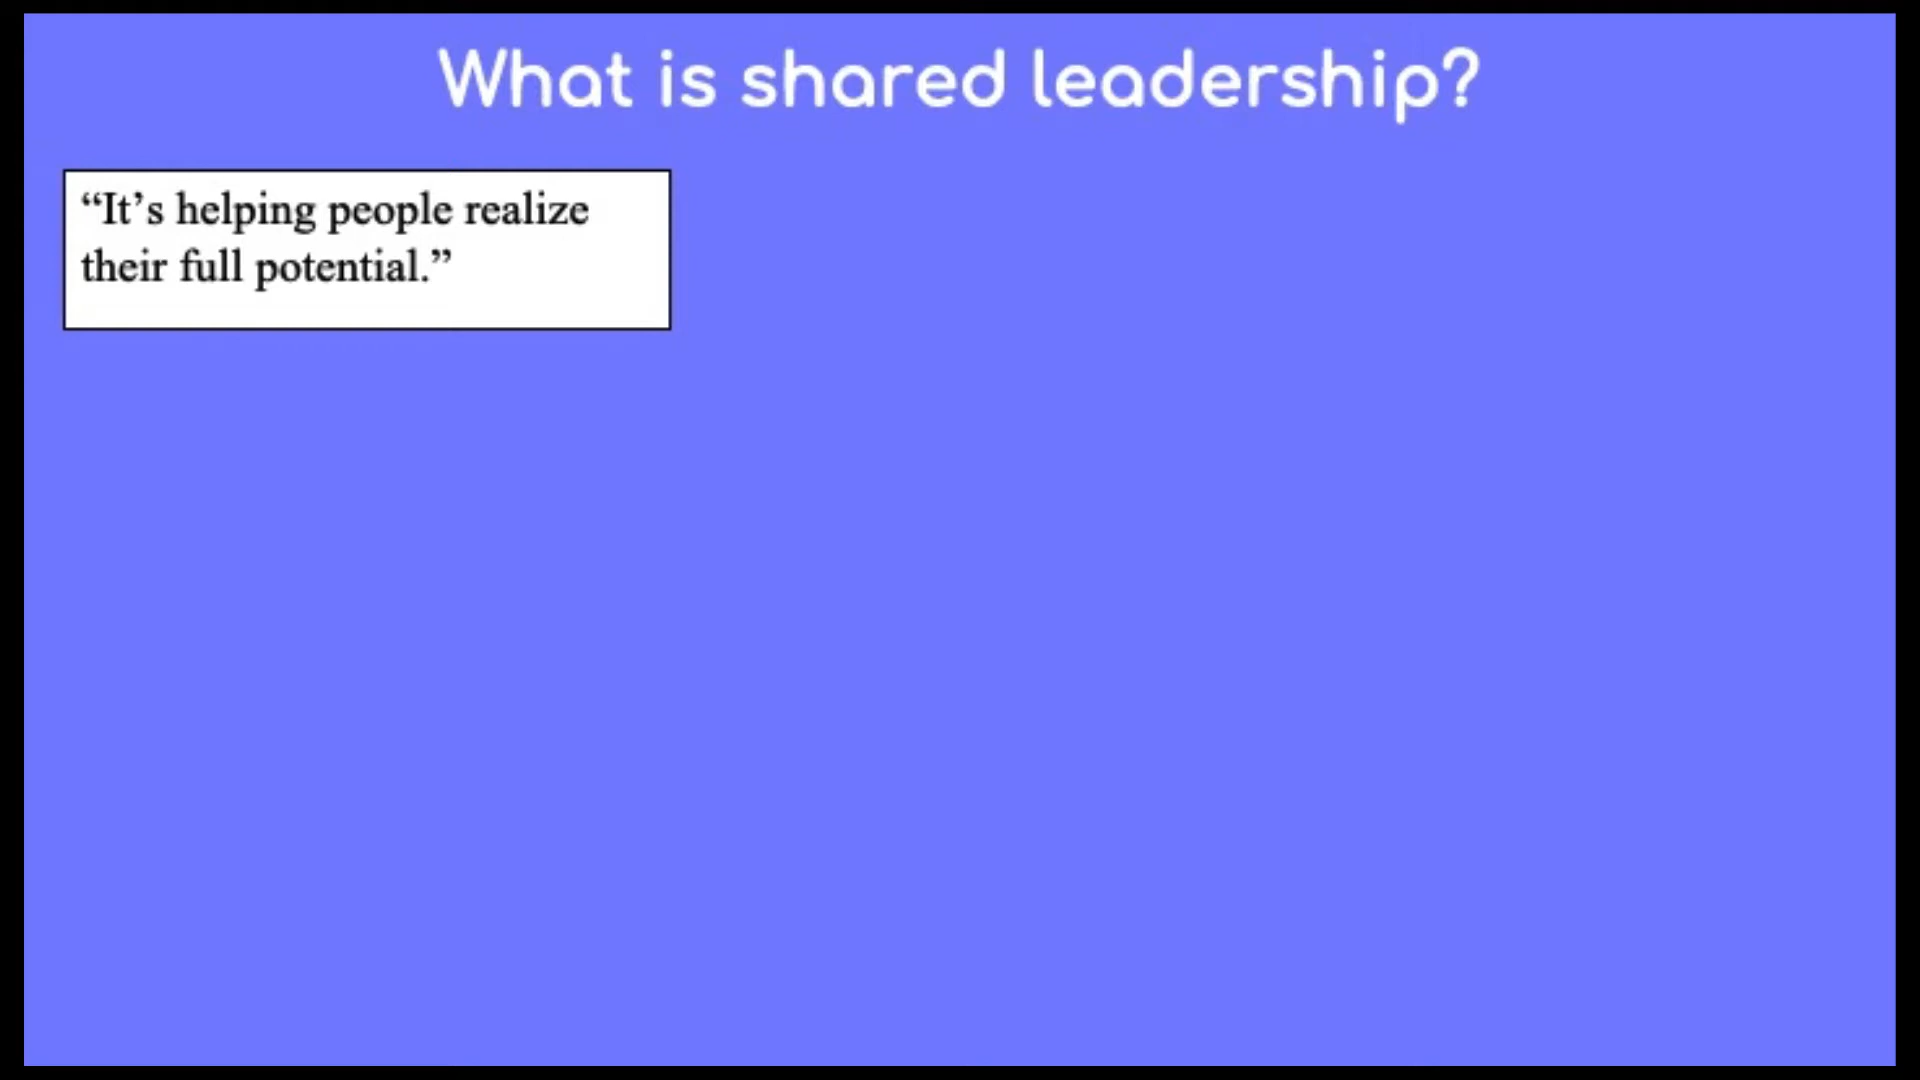 What is shared leadership?
“It’s helping people realize
their full potential.”